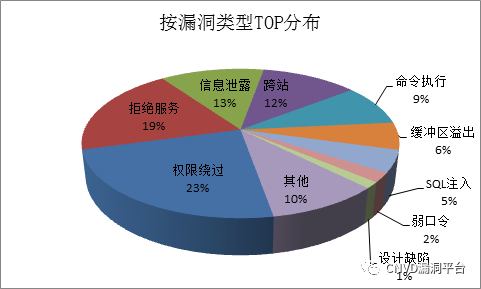 按漏洞类型TOP分布
信息泄露
13%
跨站
12%
命令执行
9%
拒绝服务
19%
缓冲区溢出
6%
权限绕过
23%
其他
10%
SQL注入
5%
弱口令
2%
设计缺陷
1%
CNVD漏洞平台